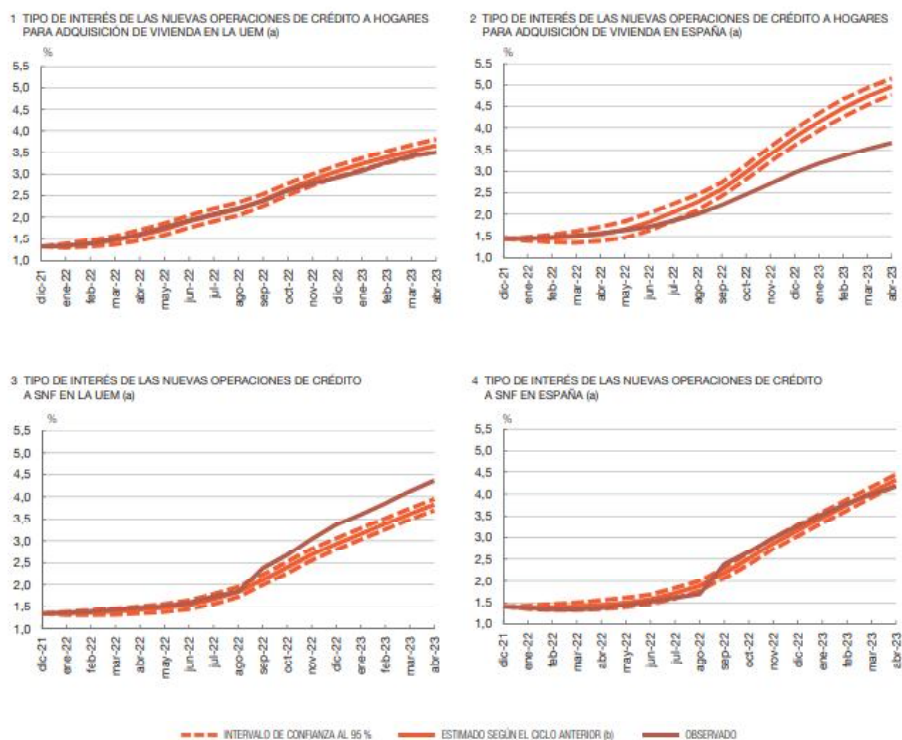 1 TIPO DE INTERÉS DE LAS NUEVAS OPERACIONES DE CRÉDITO A HOGARES
PARA ADQUISICIÓN DE VIVIENDA EN LA UEM (a)
%
5,5
5,0
4,5
4,0
3,5
3,0
2,5
2,0
1,5
1,0
dic-21
ene-22
feb-22
mar-22
abr-22
may-22
jun-22
jul-22
ago-22
sep-22
oct-22
nov-22
dic-22
ene-23
feb-23
mar-23
abr-23
2 TIPO DE INTERÉS DE LAS NUEVAS OPERACIONES DE CRÉDITO A HOGARES
PARA ADQUISICIÓN DE VIVIENDA EN ESPAÑA (a)
%
5,5
5,0
4,5
4,0
3,5
3,0
2,5
2,0
1,5
1,0
dic-21
ene-22
feb-22
mar-22
abr-22
may-22
jun-22
jul-22
ago-22
sep-22
oct-22
nov-22
dic-22
ene-23
feb-23
mar-23
abr-23
3 TIPO DE INTERÉS DE LAS NUEVAS OPERACIONES DE CRÉDITO
A SNF EN LA UEM (a)
%
5,5
5,0
4,5
4,0
3,5
3,0
2,5
2,0
1,5
1,0
dic-21
ene-22
feb-22
mar-22
abr-22
may-22
jun-22
jul-22
ago-22
sep-22
oct-22
nov-22
dic-22
ene-23
feb-23
mar-23
abr-23
4 TIPO DE INTERÉS DE LAS NUEVAS OPERACIONES DE CRÉDITO
A SNF EN ESPAÑA (a)
%
5,5
5,0
4,5
4,0
3,5
3,0
2,5
2,0
1,5
1,0
dic-21
ene-22
feb-22
mar-22
abr-22
may-22
jun-22
jul-22
ago-22
sep-22
oct-22
nov-22
dic-22
ene-23
feb-23
mar-23
abr-23
INTERVALO DE CONFIANZA AL 95 %
ESTIMADO SEGÚN EL CICLO ANTERIOR (b)
OBSERVADO